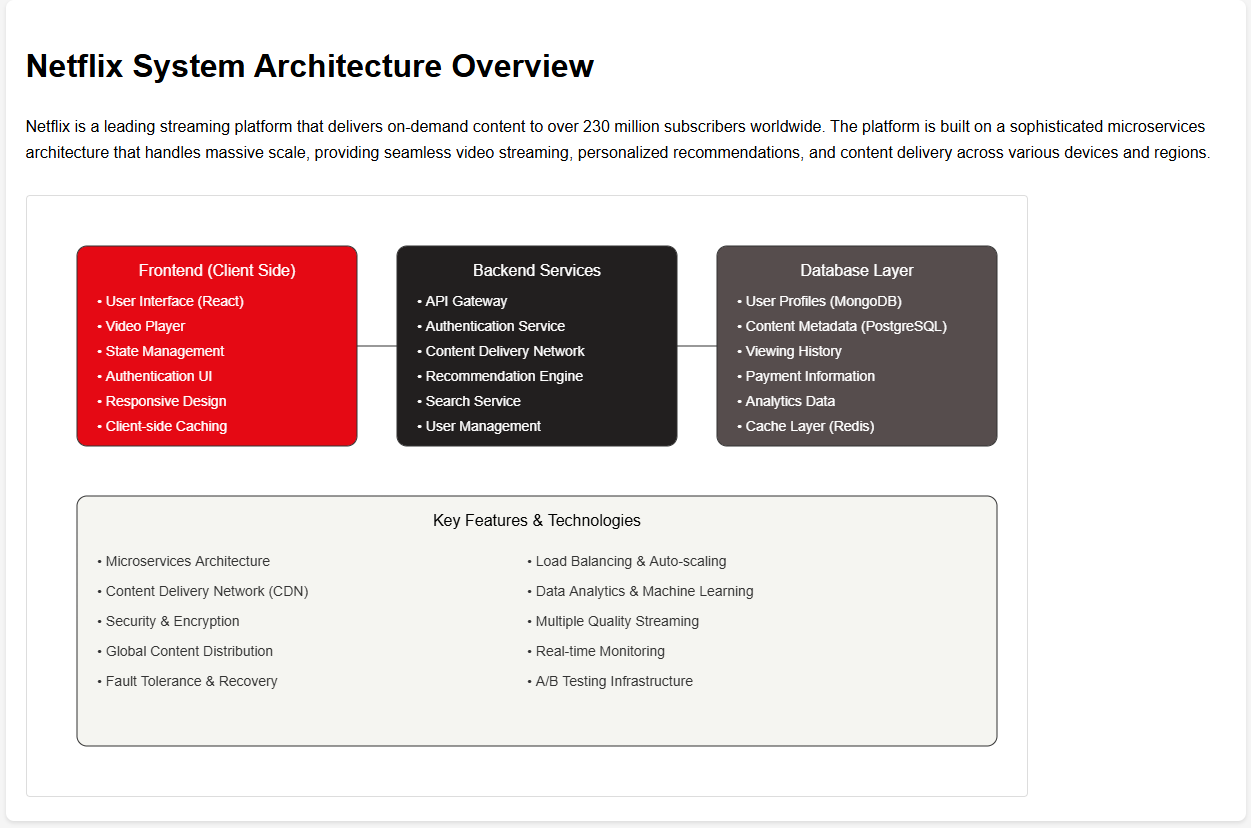 Netflix System Architecture Overview
Netflix is a leading streaming platform that delivers on-demand content to over 230 million subscribers worldwide. The platform is built on a sophisticated microservices
architecture that handles massive scale, providing seamless video streaming, personalized recommendations, and content delivery across various devices and regions.
Frontend (Client Side)
• User Interface (React)
• Video Player
• State Management
• Authentication UI
• Responsive Design
• Client-side Caching
Backend Services
• API Gateway
• Authentication Service
• Content Delivery Network
• Recommendation Engine
• Search Service
• User Management
Database Layer
• User Profiles (MongoDB)
• Content Metadata (PostgreSQL)
• Viewing History
• Payment Information
• Analytics Data
• Cache Layer (Redis)
Key Features & Technologies
• Microservices Architecture
• Content Delivery Network (CDN)
• Security & Encryption
• Global Content Distribution
• Fault Tolerance & Recovery
• Load Balancing & Auto-scaling
• Data Analytics & Machine Learning
• Multiple Quality Streaming
• Real-time Monitoring
• A/B Testing Infrastructure